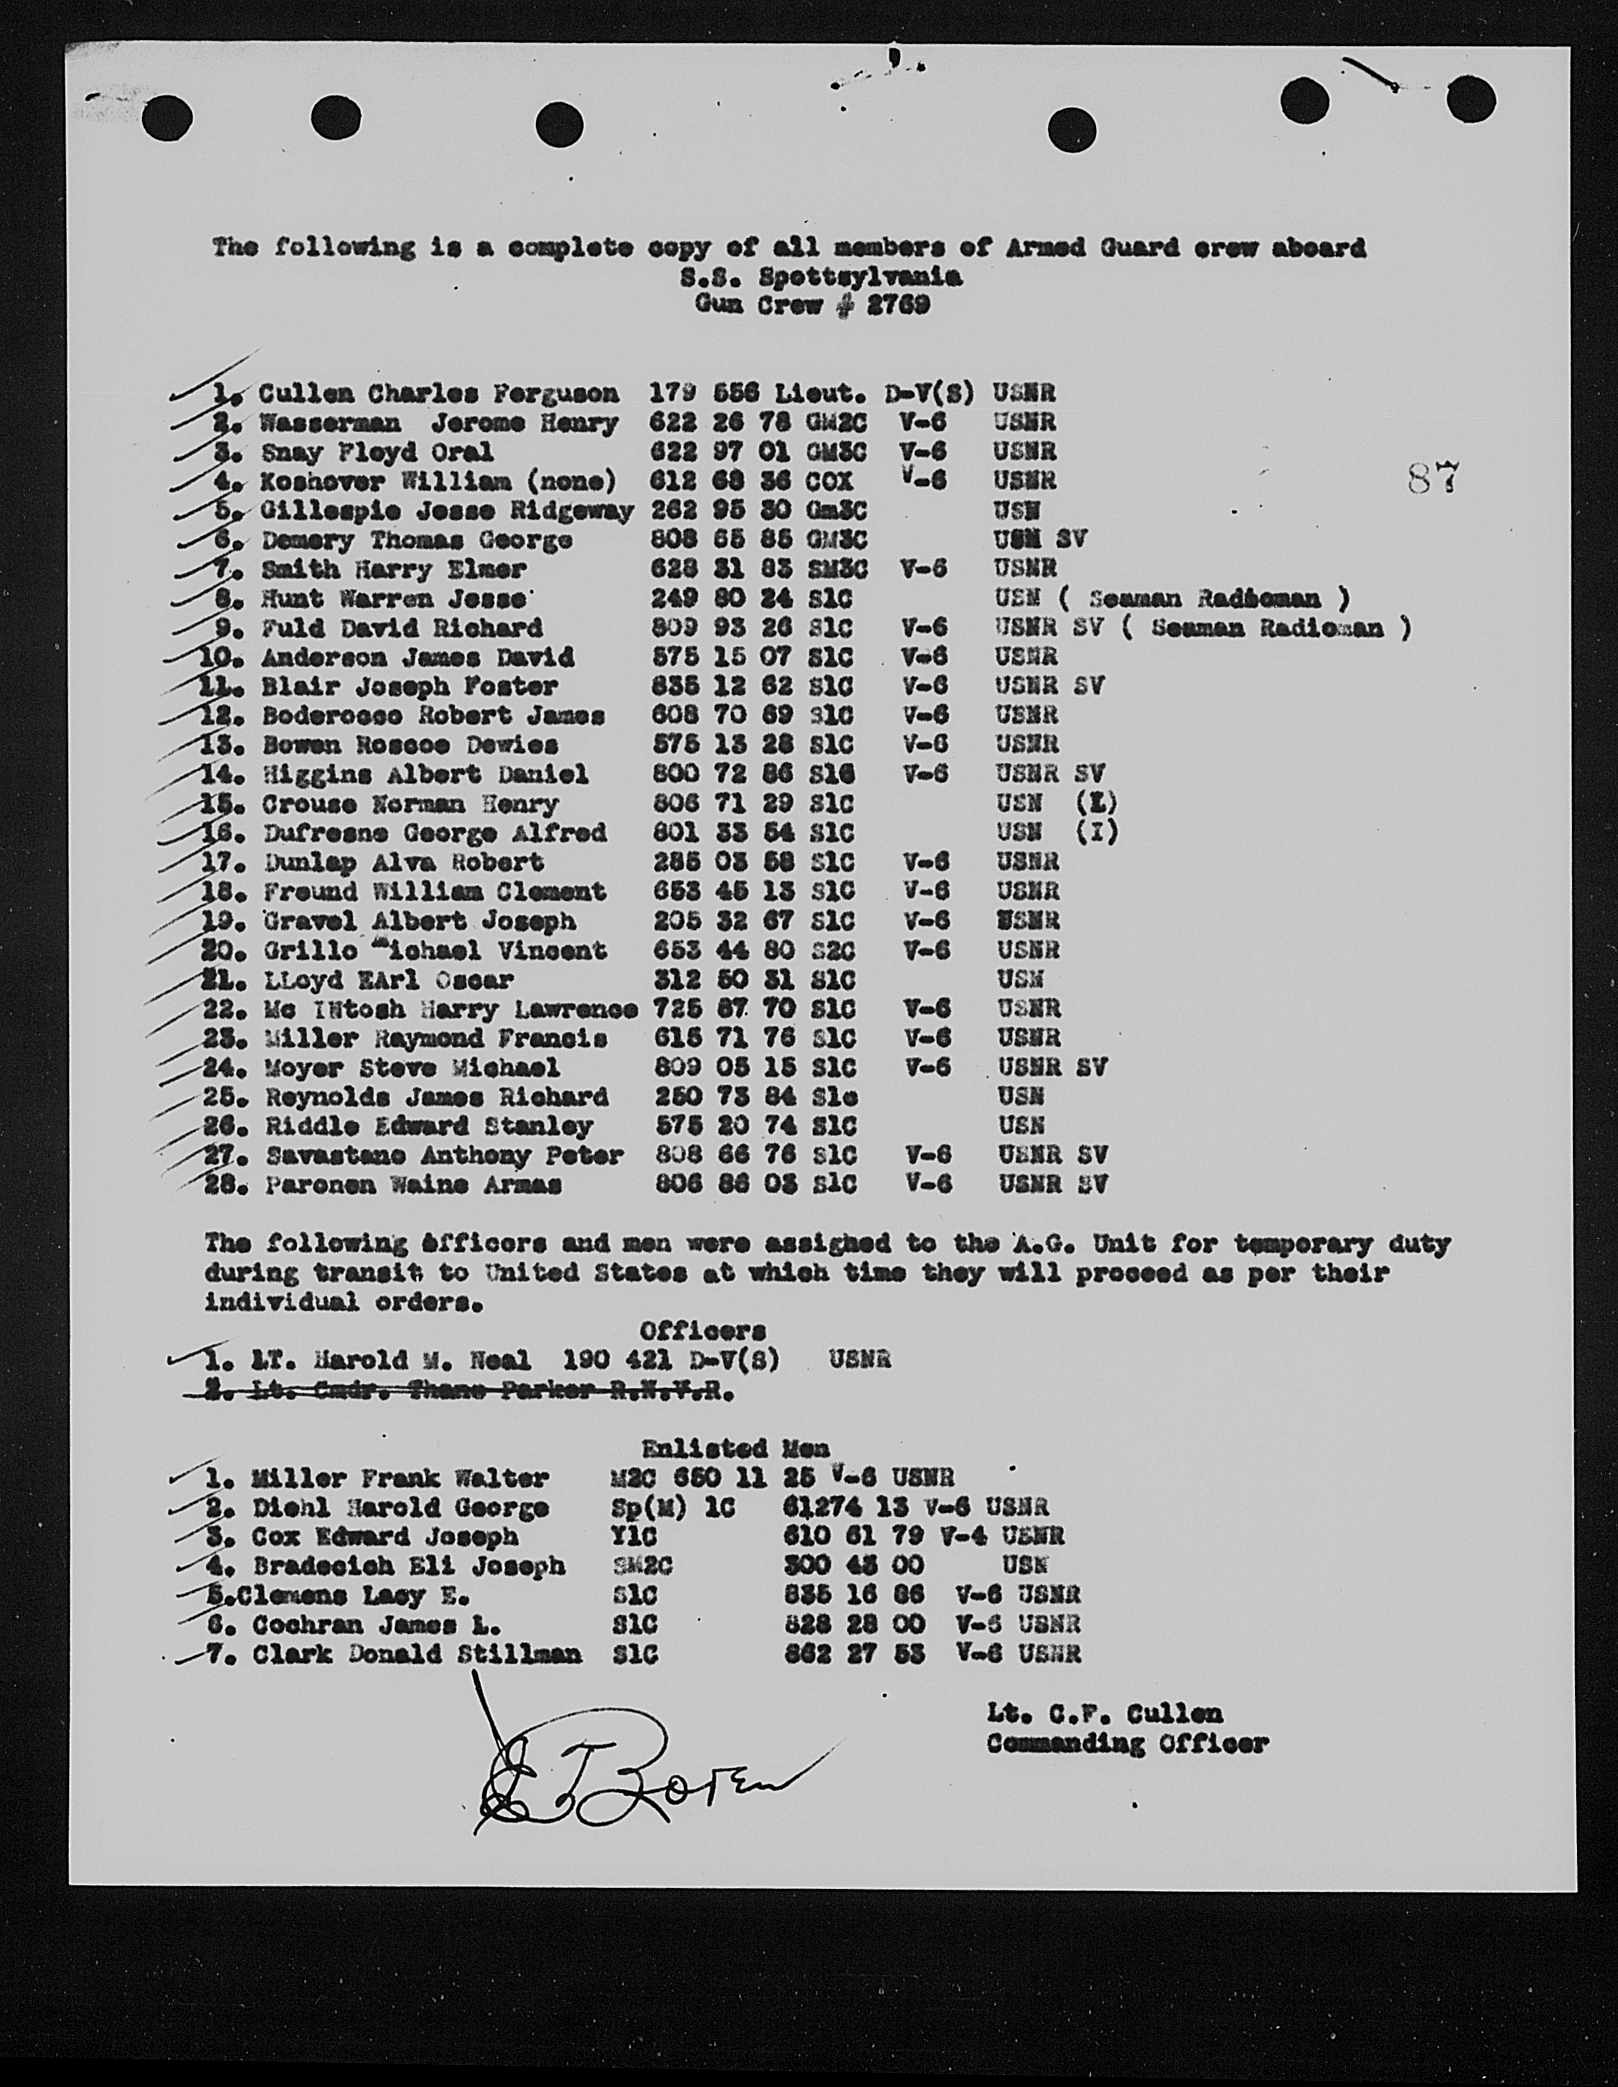 The following is a complete copy of all members of Armed Guard crew aboard
S.S. Spottsylvania
Gun Crew # 2769
1. Cullen Charles Ferguson 179 556 Lieut. D-V(S) USNR
2. Wasserman Jerome Henry 622 26 78 GM2C V-6 USNR
3. Snay Floyd Oral 622 97 01 GM3C V-6 USNR
4. Koshover William (none) 612 68 36 COX V-6 USNR
87
5. Gillespie Jesse Ridgeway 262 95 30 Gm3C USN
6. Demery Thomas George 808 65 85 GM3C USN SV
7. Smith Harry Elmer 628 31 83 SM3C V-6 USNR
8. Hunt Warren Jesse 249 80 24 S1C USN ( Seaman Radioman )
9. Fuld David Richard 809 93 26 S1C V-6 USNR SV ( Seaman Radioman )
10. Anderson James David 575 15 07 S1C V-6 USNR
11. Blair Joseph Foster 835 12 62 S1C V-6 USNR SV
12. Boderocco Robert James 608 70 69 S1C V-6 USNR
13. Bowen Roscoe Dewies 575 13 28 S1C V-6 USNR
14. Higgins Albert Daniel 800 72 86 S1C V-6 USNR SV
15. Crouse Norman Henry 806 71 29 S1C USN (I)
16. Dufresne George Alfred 801 33 54 S1C USN (I)
17. Dunlap Alva Robert 285 03 58 S1C V-6 USNR
18. Freund William Clement 653 45 13 S1C V-6 USNR
19. Gravel Albert Joseph 205 32 67 S1C V-6 USNR
20. Grillo Michael Vincent 653 44 80 S2C V-6 USNR
21. LLoyd EArl Oscar 312 50 31 S1C USN
22. Mc INtosh Harry Lawrence 725 87 70 S1C V-6 USNR
23. Miller Raymond Francis 615 71 76 S1C V-6 USNR
24. Moyer Steve Michael 809 05 15 S1C V-6 USNR SV
25. Reynolds James Richard 250 73 84 S1c USN
26. Riddle Edward Stanley 575 20 74 S1C USN
27. Savastano Anthony Peter 808 66 76 S1C V-6 USNR SV
28. Paronen Waino Armas 806 86 03 S1C V-6 USNR SV
The following officers and men were assighed to the A.G. Unit for temporary duty
during transit to United States at which time they will proceed as per their
individual orders.
Officers
1. LT. Harold M. Neal 190 421 D-V(S) USNR
2. Lt. Cmdr. Thane Parker R.N.V.R.
Enlisted Men
1. Miller Frank Walter M2C 650 11 25 V-6 USNR
2. Diehl Harold George Sp(M) 1C 61274 13 V-6 USNR
3. Cox Edward Joseph Y1C 610 61 79 V-4 USNR
4. Bradecich Eli Joseph SM2C 300 43 00 USN
5.Clemens Lacy E. S1C 835 16 86 V-6 USNR
6. Cochran James L. S1C 828 28 00 V-6 USNR
7. Clark Donald Stillman S1C 862 27 53 V-6 USNR
Lt. C.F. Cullen
Commanding Officer